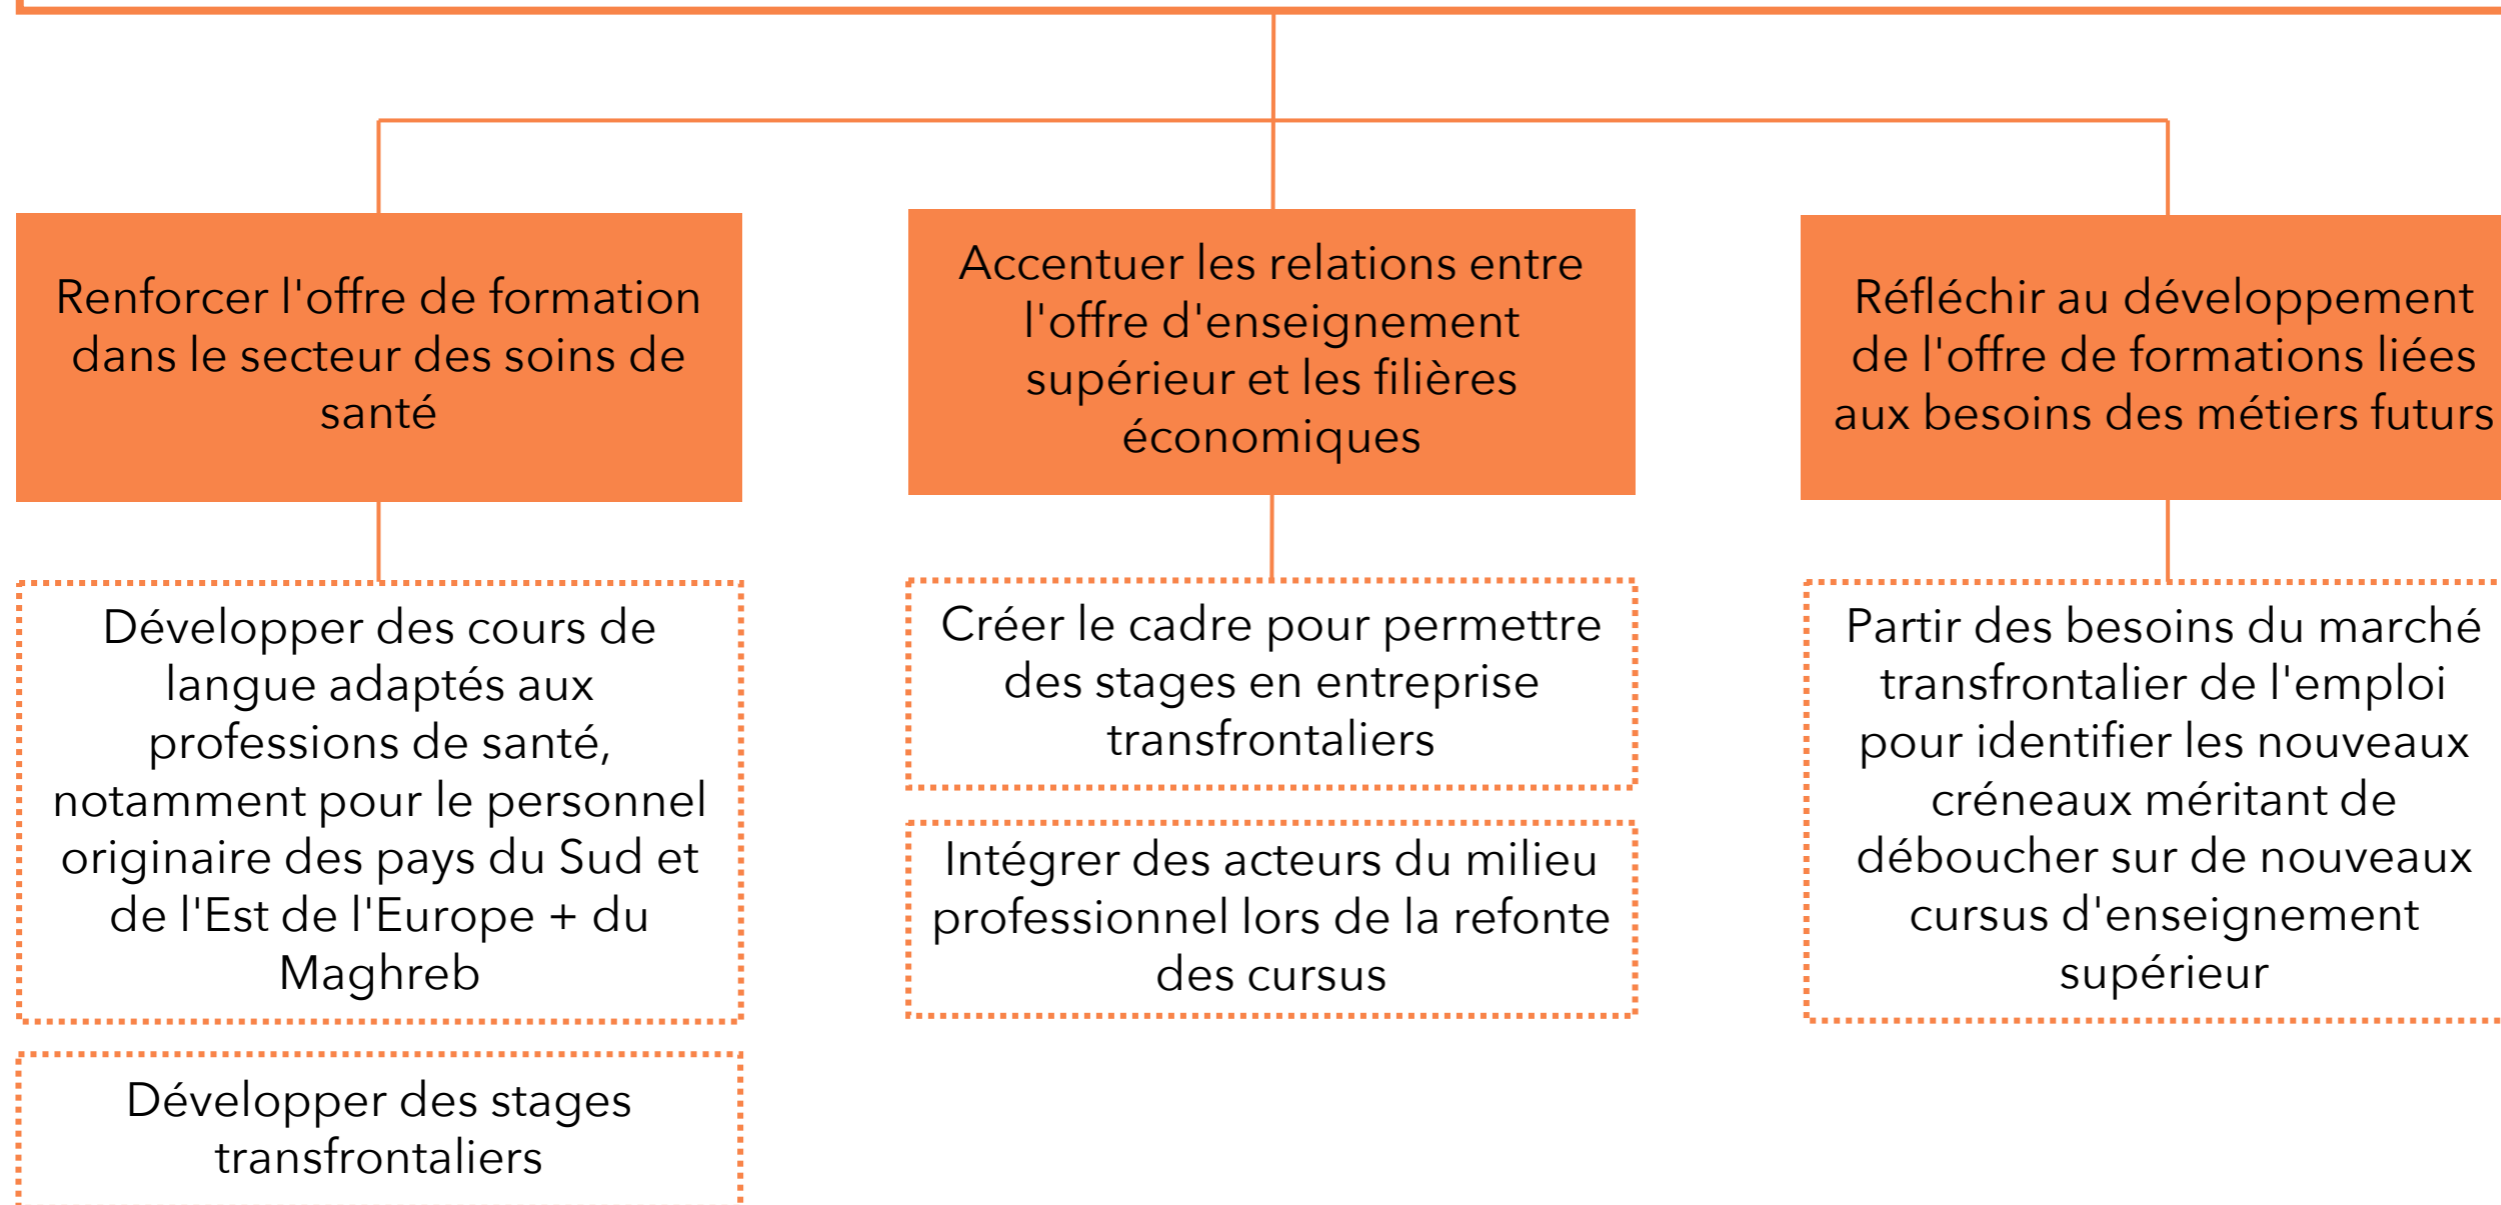 Renforcer l'offre de formation
dans le secteur des soins de
santé
Développer des cours de
langue adaptés aux
professions de santé,
notamment pour le personnel
originaire des pays du Sud et
de l'Est de l'Europe + du
Maghreb
Développer des stages
transfrontaliers
Accentuer les relations entre
l'offre d'enseignement
supérieur et les filières
économiques
Créer le cadre pour permettre
des stages en entreprise
transfrontaliers
Intégrer des acteurs du milieu
professionnel lors de la refonte
des cursus
Réfléchir au développement
de l'offre de formations liées
aux besoins des métiers futurs
Partir des besoins du marché
transfrontalier de l'emploi
pour identifier les nouveaux
créneaux méritant de
déboucher sur de nouveaux
cursus d'enseignement
supérieur